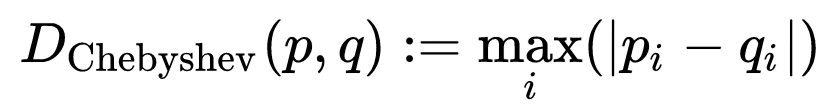 D_Chebyshev(p, q) := max_i(|p_i − q_i|)